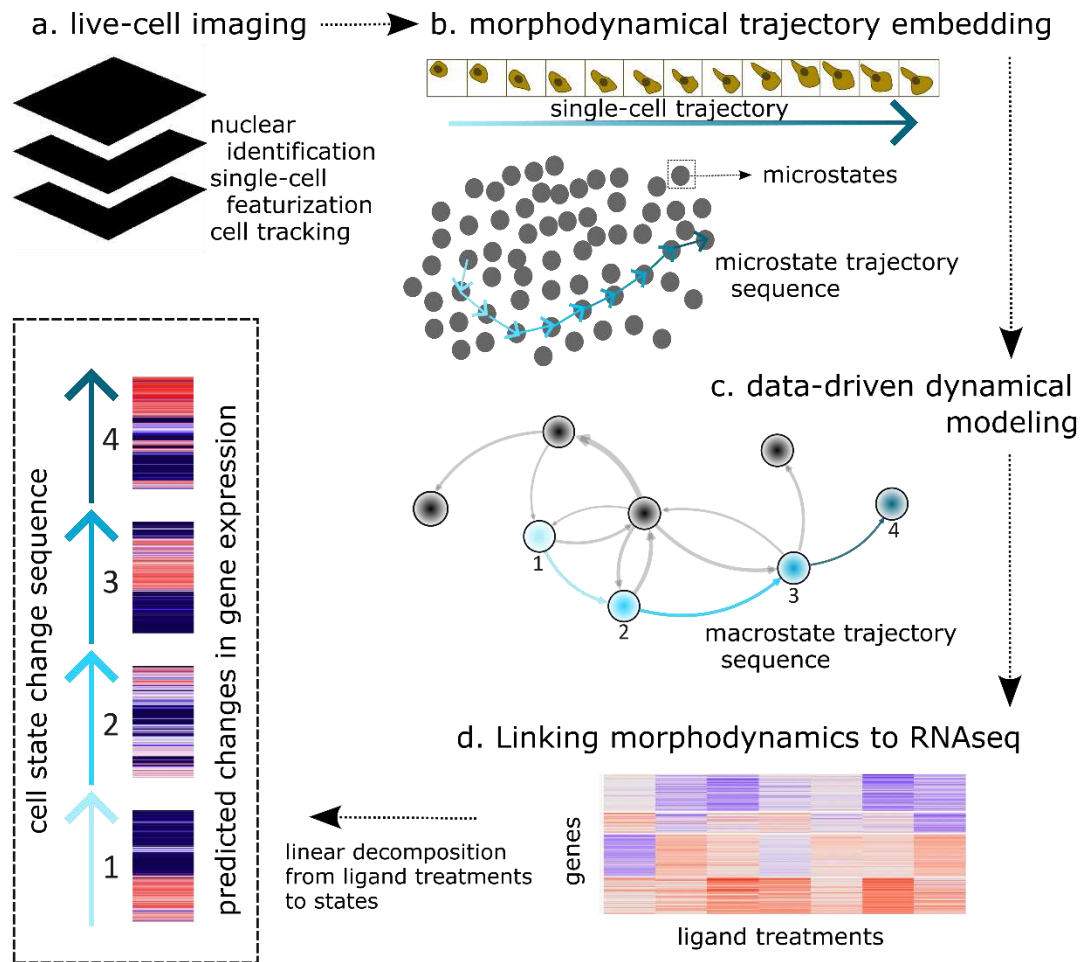 a. live-cell imaging
nuclear
identification
single-cell
featurization
cell tracking
b. morphodynamical trajectory embedding
single-cell trajectory
microstates
microstate trajectory
sequence
c. data-driven dynamical
modeling
1
2
3
4
macrostate trajectory
sequence
d. Linking morphodynamics to RNAseq
genes
ligand treatments
linear decomposition
from ligand treatments
to states
cell state change sequence
4
3
2
1
predicted changes in gene expression